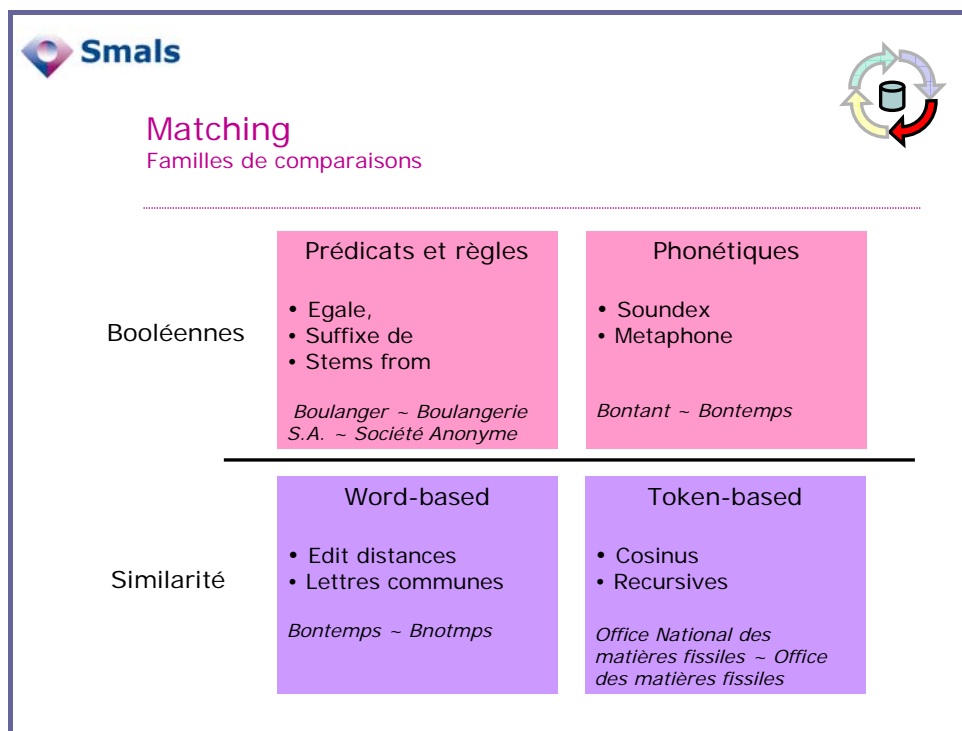 Smals
Matching
Familles de comparaisons
Booléennes
Prédicats et règles
• Egale,
• Suffixe de
• Stems from
Boulanger ~ Boulangerie
S.A. ~ Société Anonyme
Phonétiques
• Soundex
• Metaphone
Bontant ~ Bontemps
Similarité
Word-based
• Edit distances
• Lettres communes
Bontemps ~ Bnotmps
Token-based
• Cosinus
• Recursives
Office National des
matières fissiles ~ Office
des matières fissiles